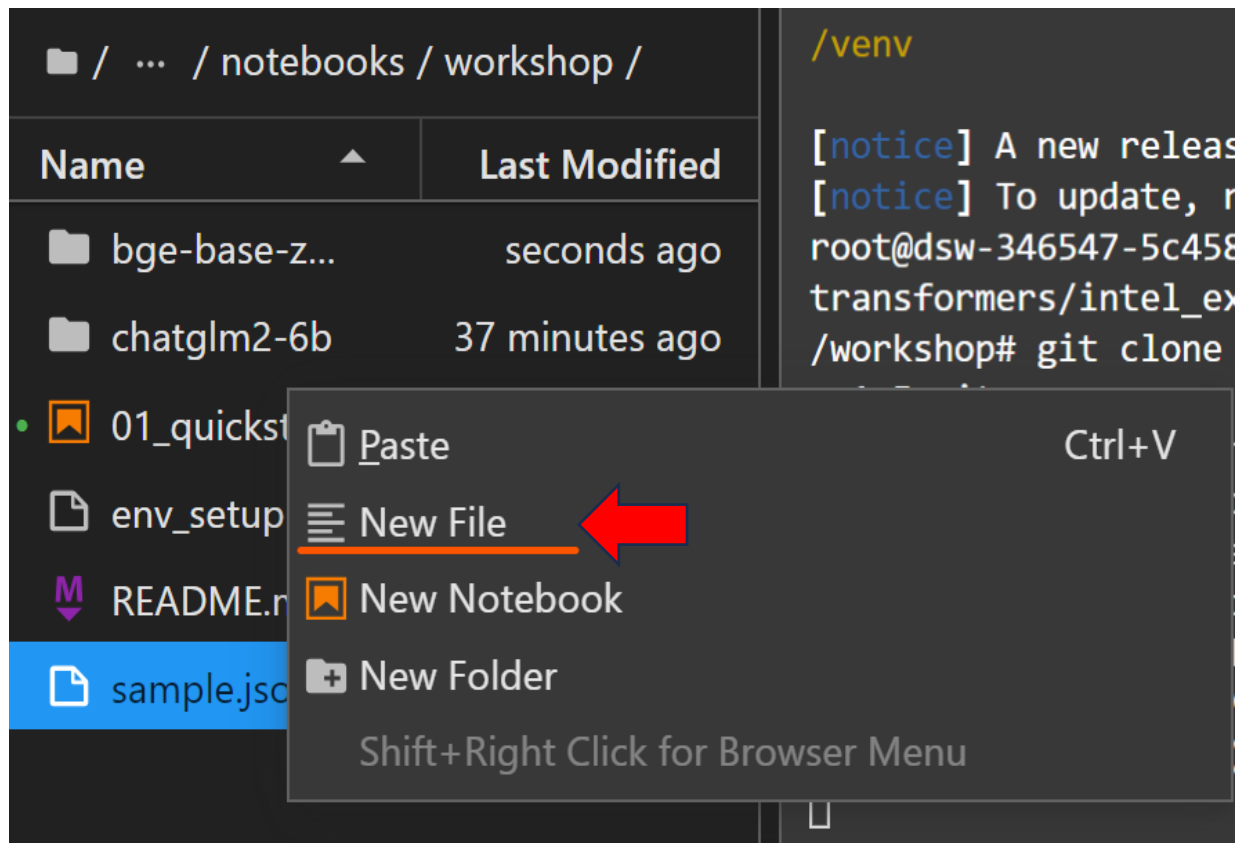 / ··· / notebooks / workshop /
Name Last Modified
bge-base-z... seconds ago
chatglm2-6b 37 minutes ago
01_quickst
env_setup
README.
sample.js
Paste Ctrl+V
New File
New Notebook
New Folder
Shift+Right Click for Browser Menu
/venv
[notice] A new releas
[notice] To update, r
root@dsw-346547-5c458
transformers/intel_ex
/workshop# git clone